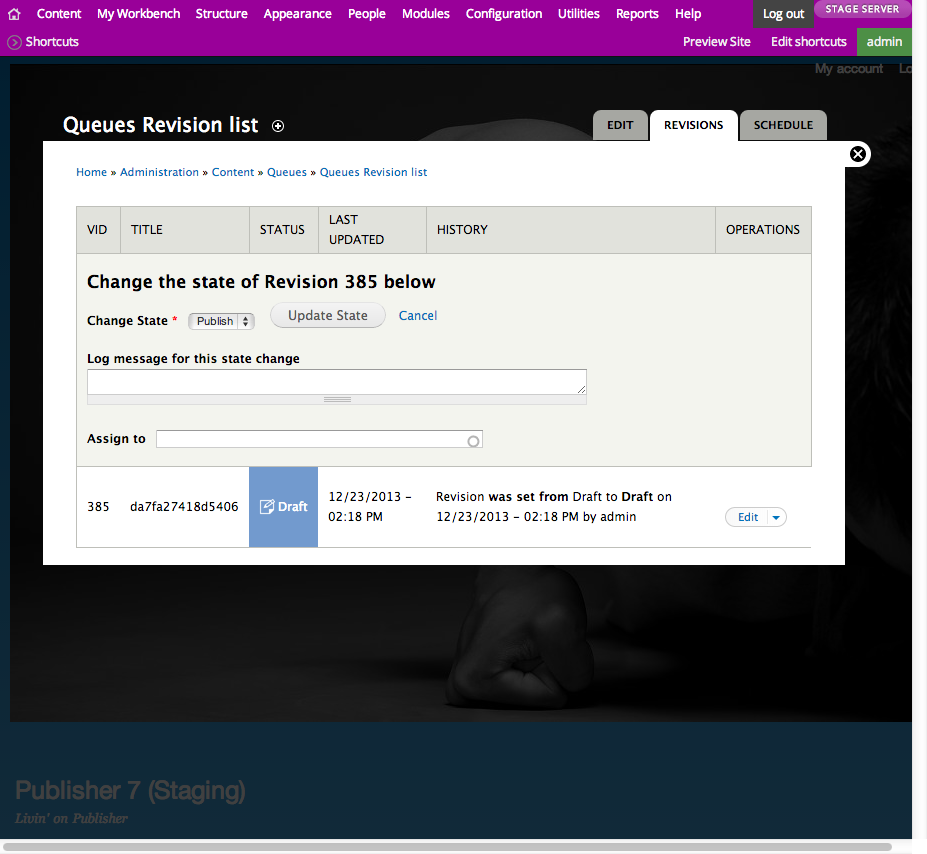 Content My Workbench Structure Appearance People Modules Configuration Utilities Reports Help Log out STAGE SERVER
Shortcuts Preview Site Edit shortcuts admin
My account
Queues Revision list EDIT REVISIONS SCHEDULE
Home » Administration » Content » Queues » Queues Revision list
VID TITLE STATUS LAST UPDATED HISTORY OPERATIONS
Change the state of Revision 385 below
Change State * Publish Update State Cancel
Log message for this state change
Assign to
385 da7fa27418d5406 Draft 12/23/2013 – 02:18 PM Revision was set from Draft to Draft on
12/23/2013 – 02:18 PM by admin
Edit
Publisher 7 (Staging)
Livin' on Publisher